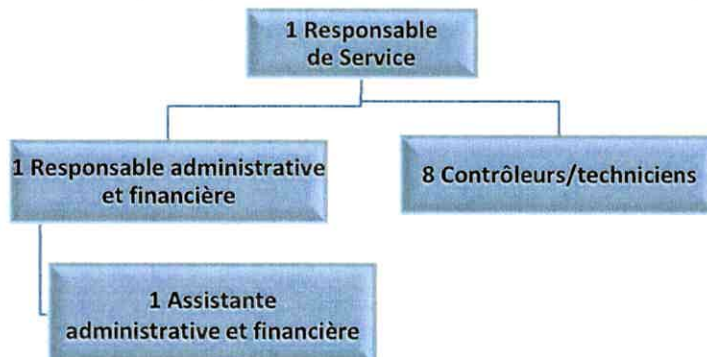 1 Responsable
de Service
1 Responsable administrative
et financière
8 Contrôleurs/techniciens
1 Assistante
administrative et financière